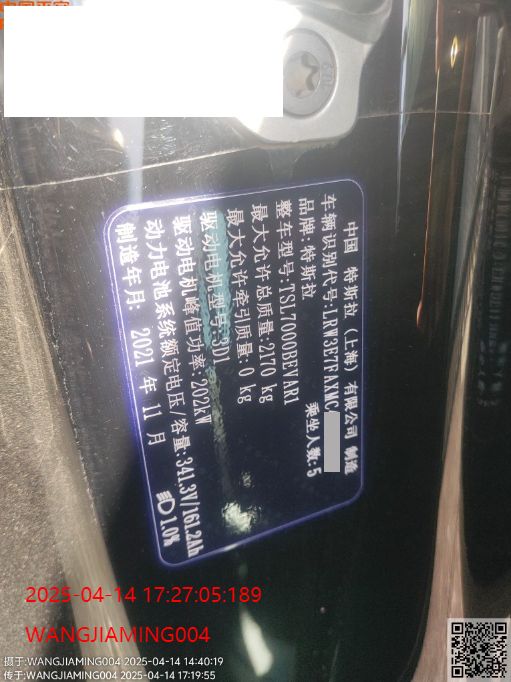 中国 特斯拉（上海）有限公司 制造
车辆识别代号: LRW3E7FAXMC
品牌: 特斯拉 乘坐人数: 5
整车型号: TSL7000BEVAR1
最大允许总质量: 2170 kg
最大允许牵引质量: 0 kg
驱动电机型号: 3D1
驱动电机峰值功率: 202kW
动力电池系统额定电压/容量: 341.3V/161.2Ah
制造年月: 2021 年 11 月 1.0%
2025-04-14 17:27:05:189
WANGJIAMING004
摄于:WANGJIAMING004 2025-04-14 14:40:19
传于:WANGJIAMING004 2025-04-14 17:19:55